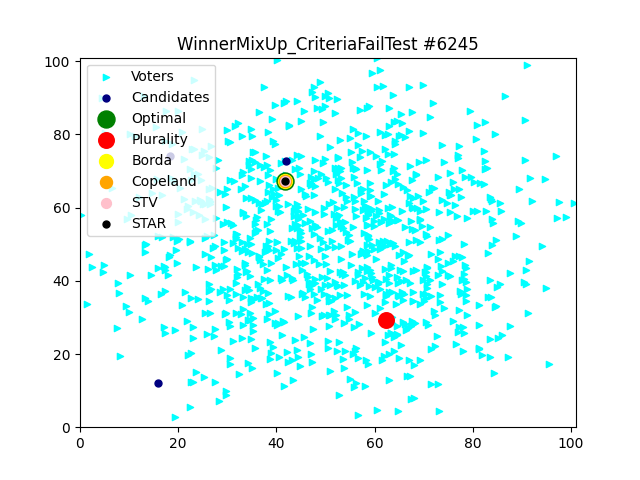 WinnerMixUp_CriteriaFailTest #6245
100
80
60
40
20
0
Voters
Candidates
Optimal
Plurality
Borda
Copeland
STV
STAR
0 20 40 60 80 100